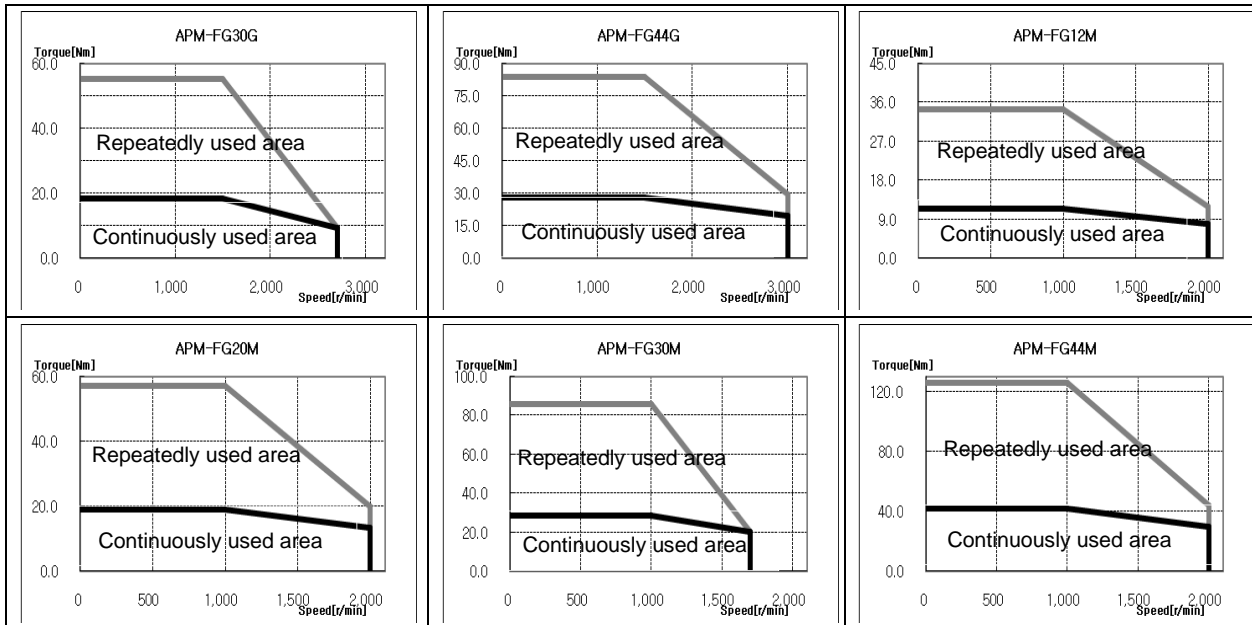 APM-FG30G
Torque[Nm]
60.0
40.0
20.0
0.0
Repeatedly used area
Continuously used area
0 1,000 2,000 3,000
Speed[r/min]
APM-FG44G
Torque[Nm]
90.0
75.0
60.0
45.0
30.0
15.0
0.0
Repeatedly used area
Continuously used area
0 1,000 2,000 3,000
Speed[r/min]
APM-FG12M
Torque[Nm]
45.0
36.0
27.0
18.0
9.0
0.0
Repeatedly used area
Continuously used area
0 500 1,000 1,500 2,000
Speed[r/min]
APM-FG20M
Torque[Nm]
60.0
40.0
20.0
0.0
Repeatedly used area
Continuously used area
0 500 1,000 1,500 2,000
Speed[r/min]
APM-FG30M
Torque[Nm]
100.0
80.0
60.0
40.0
20.0
0.0
Repeatedly used area
Continuously used area
0 500 1,000 1,500 2,000
Speed[r/min]
APM-FG44M
Torque[Nm]
120.0
80.0
40.0
0.0
Repeatedly used area
Continuously used area
0 500 1,000 1,500 2,000
Speed[r/min]